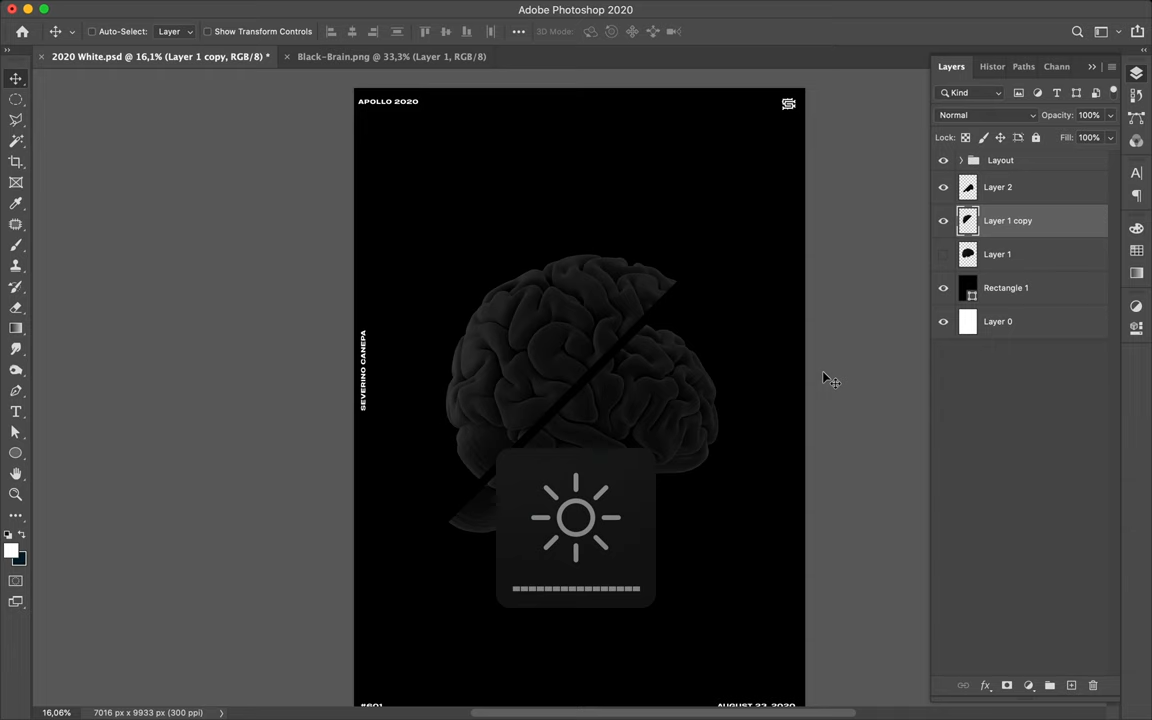 Adobe Photoshop 2020
Auto-Select:
Layer
Show Transform Controls
3D Mode:
2020 White.psd @ 16,1% (Layer 1 copy, RGB/8) *
Black-Brain.png @ 33,3% (Layer 1, RGB/8)
Layers
Histor
Paths
Chann
Kind
Normal
Opacity: 100%
Lock:
Fill: 100%
Layout
Layer 2
Layer 1 copy
Layer 1
Rectangle 1
Layer 0
APOLLO 2020
SEVERINO CANEPA
#601
AUGUST 23, 2020
16,06%
7016 px x 9933 px (300 ppi)